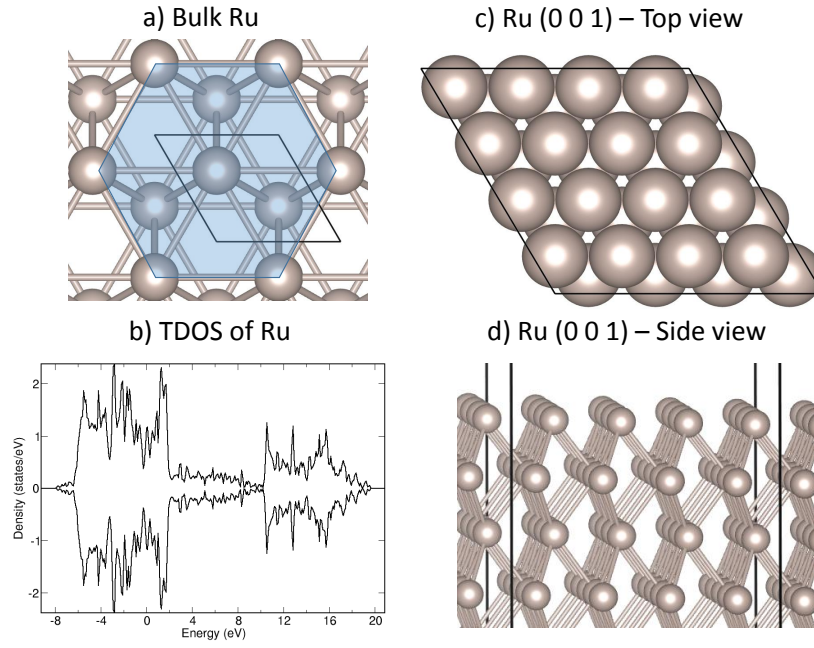 a) Bulk Ru
c) Ru (0 0 1) – Top view
b) TDOS of Ru
d) Ru (0 0 1) – Side view
Density (states/eV)
2
1
0
-1
-2
-8
-4
0
4
8
12
16
20
Energy (eV)